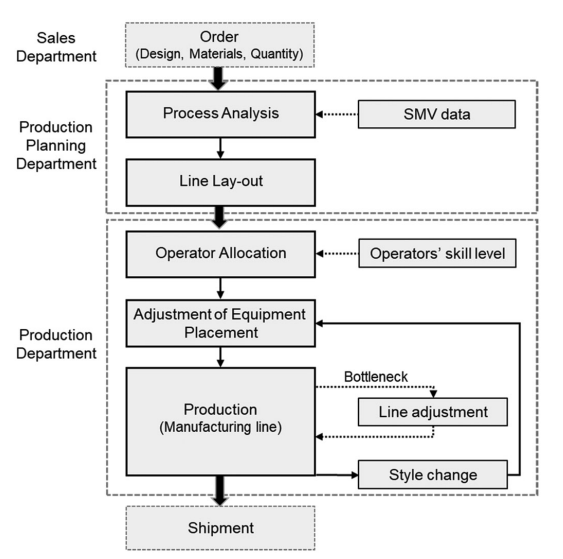 Sales
Department
Order
(Design, Materials, Quantity)
Production
Planning
Department
Process Analysis
SMV data
Line Lay-out
Operator Allocation
Operators' skill level
Adjustment of Equipment
Placement
Production
Department
Production
(Manufacturing line)
Bottleneck
Line adjustment
Style change
Shipment